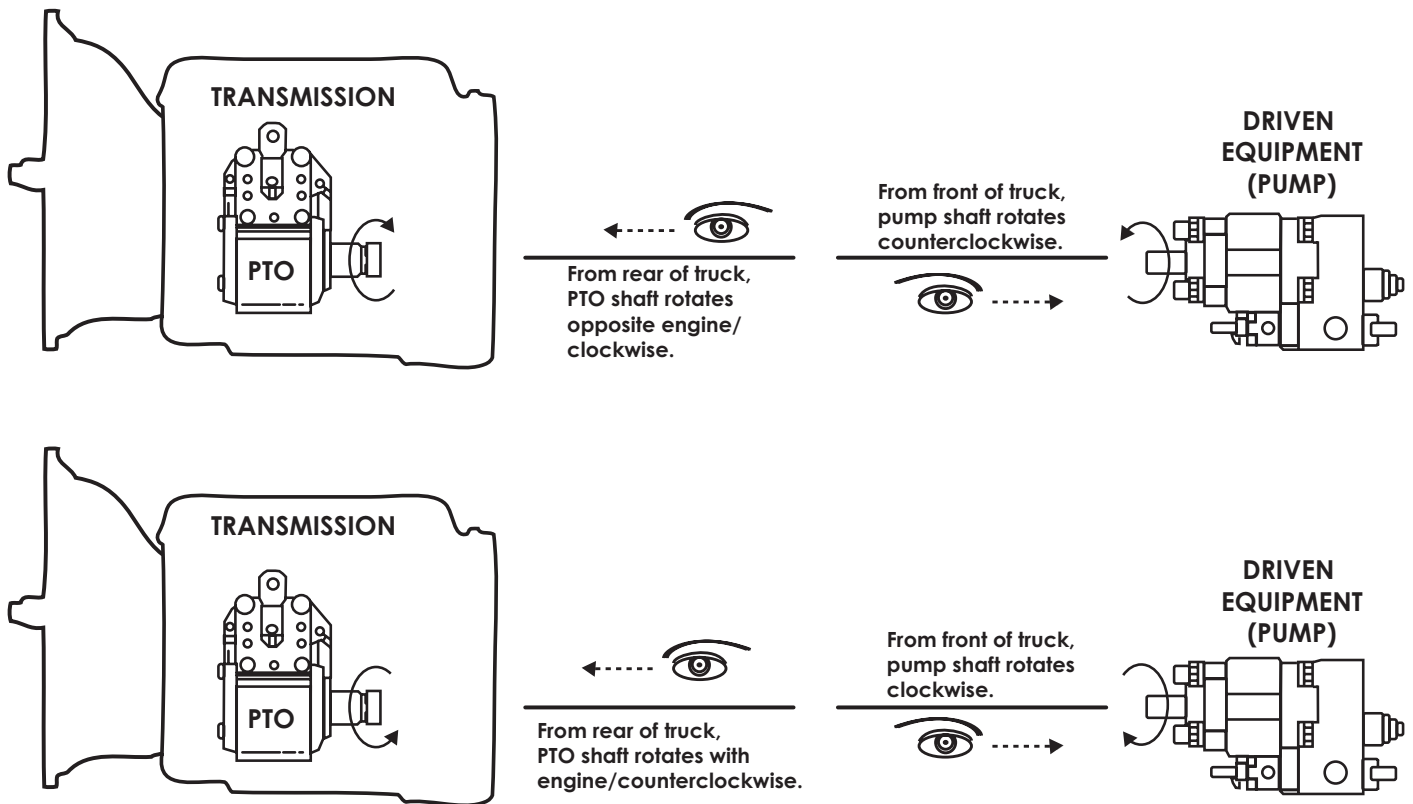 TRANSMISSION
PTO
From rear of truck,
PTO shaft rotates
opposite engine/
clockwise.
From front of truck,
pump shaft rotates
counterclockwise.
DRIVEN
EQUIPMENT
(PUMP)
TRANSMISSION
PTO
From rear of truck,
PTO shaft rotates with
engine/counterclockwise.
From front of truck,
pump shaft rotates
clockwise.
DRIVEN
EQUIPMENT
(PUMP)